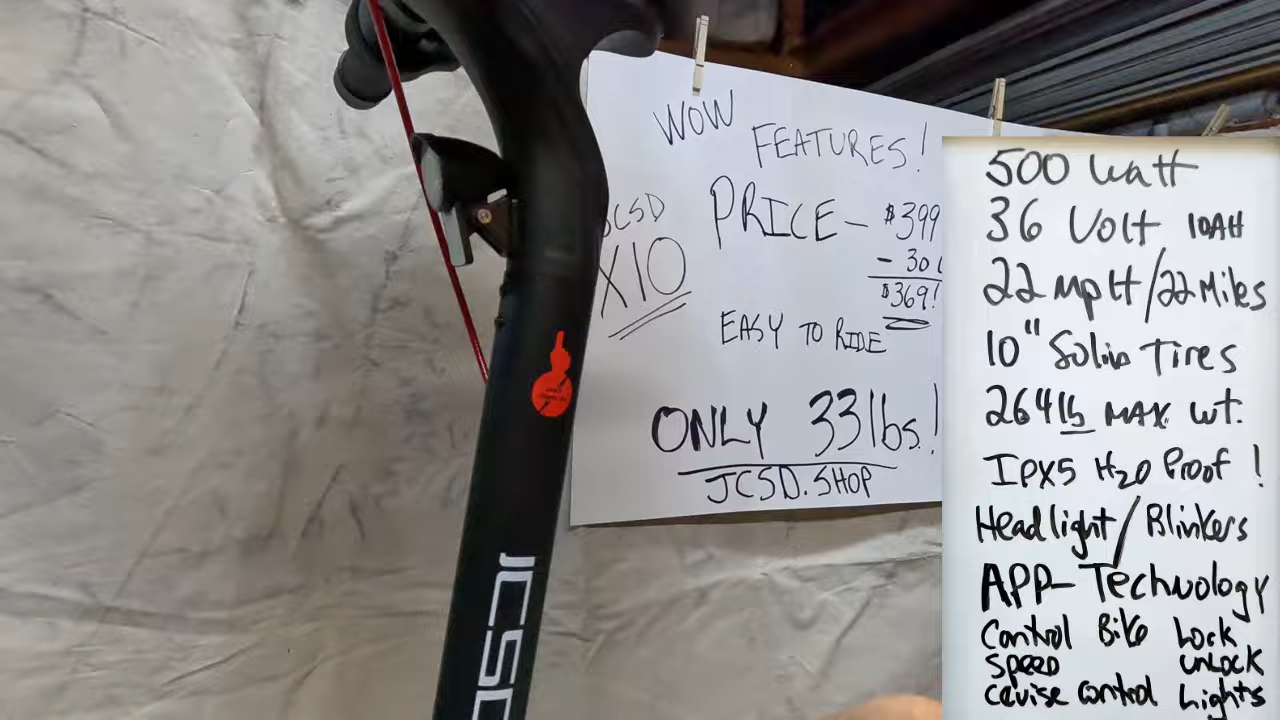 WOW
FEATURES!
JCSD
X10
PRICE - $399
- 30
$369!
EASY TO RIDE
ONLY 33lbs!
JCSD.SHOP
JCSD
500 Watt
36 Volt 10AH
22 mpH/22 Miles
10" Solid Tires
264lb MAX wt.
IPX5 H2O Proof!
Headlight/Blinkers
APP- Technology
Control Bike Lock
Speed unLock
Cruise control Lights